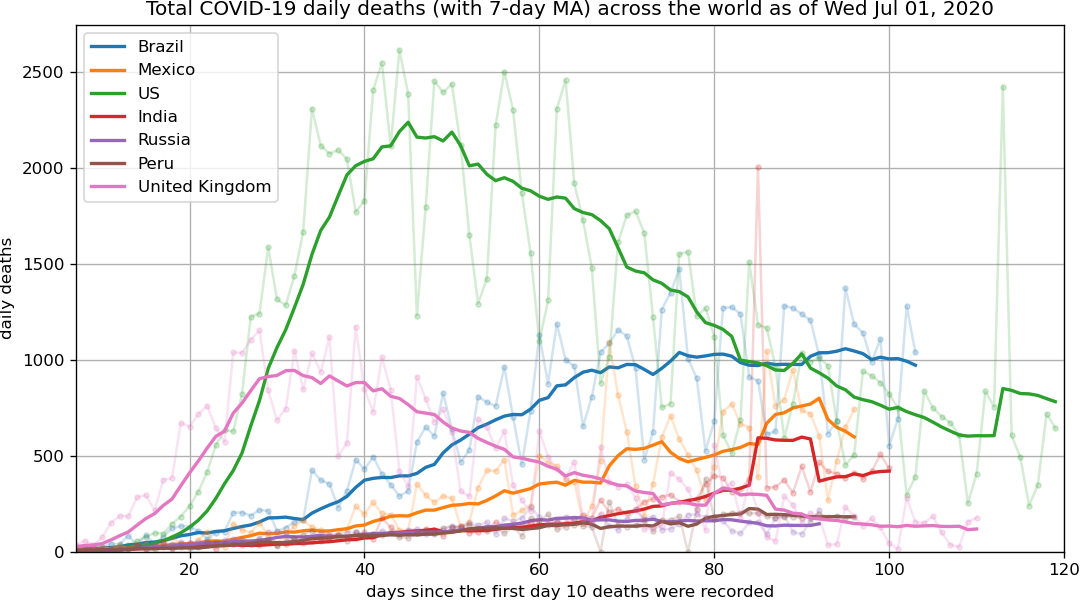 Total COVID-19 daily deaths (with 7-day MA) across the world as of Wed Jul 01, 2020
Brazil
Mexico
US
India
Russia
Peru
United Kingdom
daily deaths
2500
2000
1500
1000
500
0
20
40
60
80
100
120
days since the first day 10 deaths were recorded